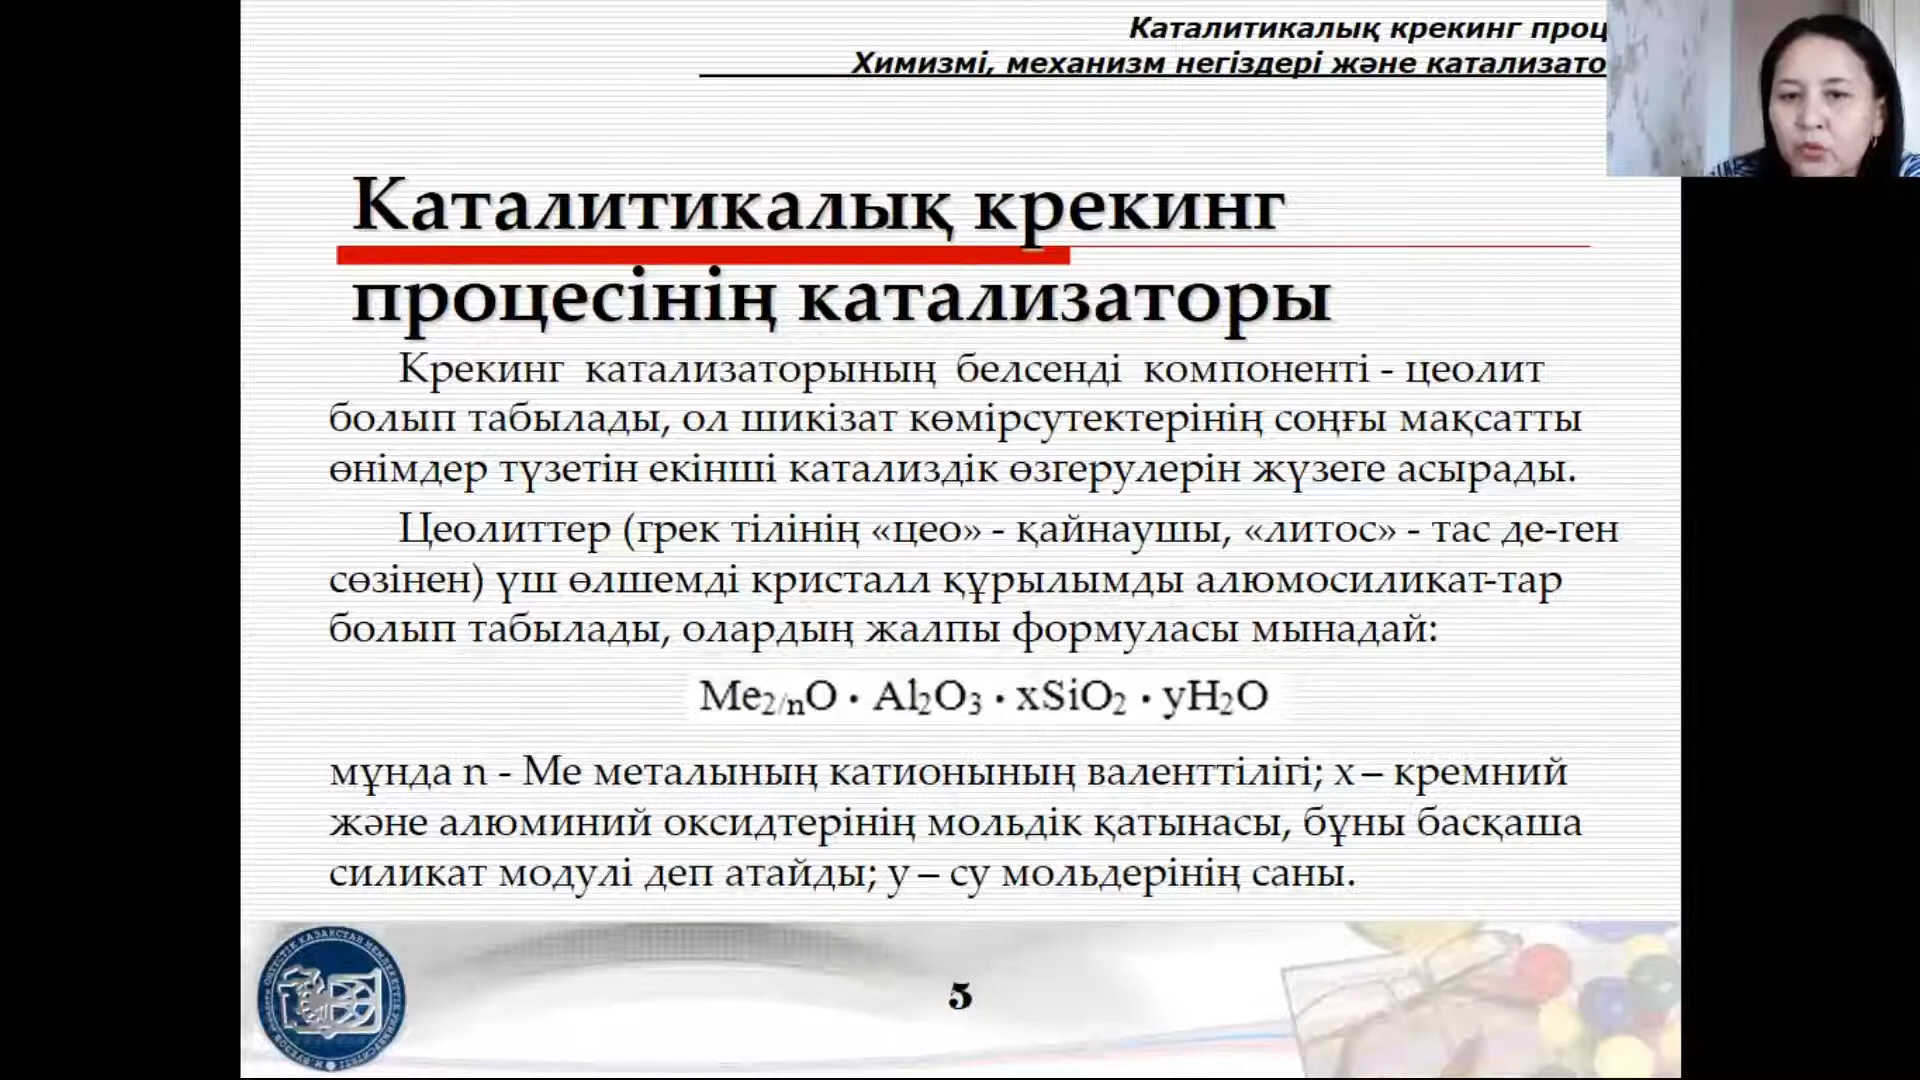 Каталитикалық крекинг проц
Химизмі, механизм негіздері және катализато
Каталитикалық крекинг
процесінің катализаторы
Крекинг катализаторының белсенді компоненті - цеолит
болып табылады, ол шикізат көмірсутектерінің соңғы мақсатты
өнімдер түзетін екінші катализдік өзгерулерін жүзеге асырады.
Цеолиттер (грек тілінің «цео» - қайнаушы, «литос» - тас де-ген
сөзінен) үш өлшемді кристалл құрылымды алюмосиликат-тар
болып табылады, олардың жалпы формуласы мынадай:
Me₂/ₙO · Al₂O₃ · xSiO₂ · yH₂O
мұнда n - Me металының катионының валенттілігі; x – кремний
және алюминий оксидтерінің мольдік қатынасы, бұны басқаша
силикат модулі деп атайды; y – су мольдерінің саны.
5